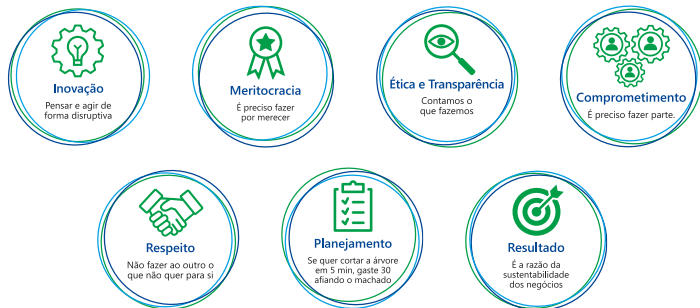 Inovação
Pensar e agir de
forma disruptiva
Meritocracia
É preciso fazer
por merecer
Ética e Transparência
Contamos o
que fazemos
Comprometimento
É preciso fazer parte.
Respeito
Não fazer ao outro o
que não quer para si
Planejamento
Se quer cortar a árvore
em 5 min, gaste 30
afiando o machado
Resultado
É a razão da
sustentabilidade
dos negócios